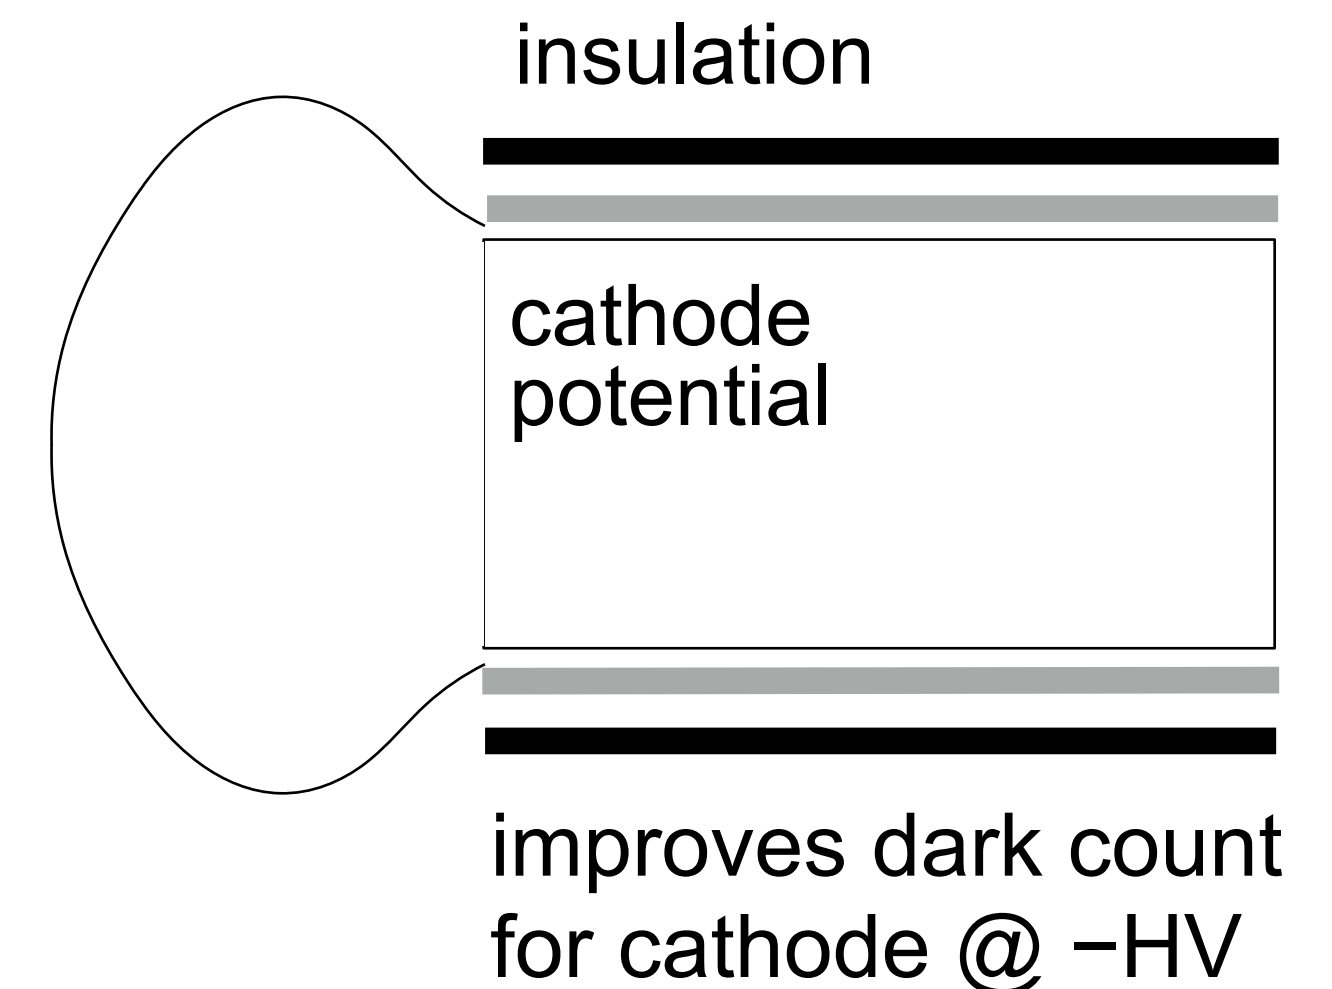 insulation
cathode
potential
improves dark count
for cathode @ −HV